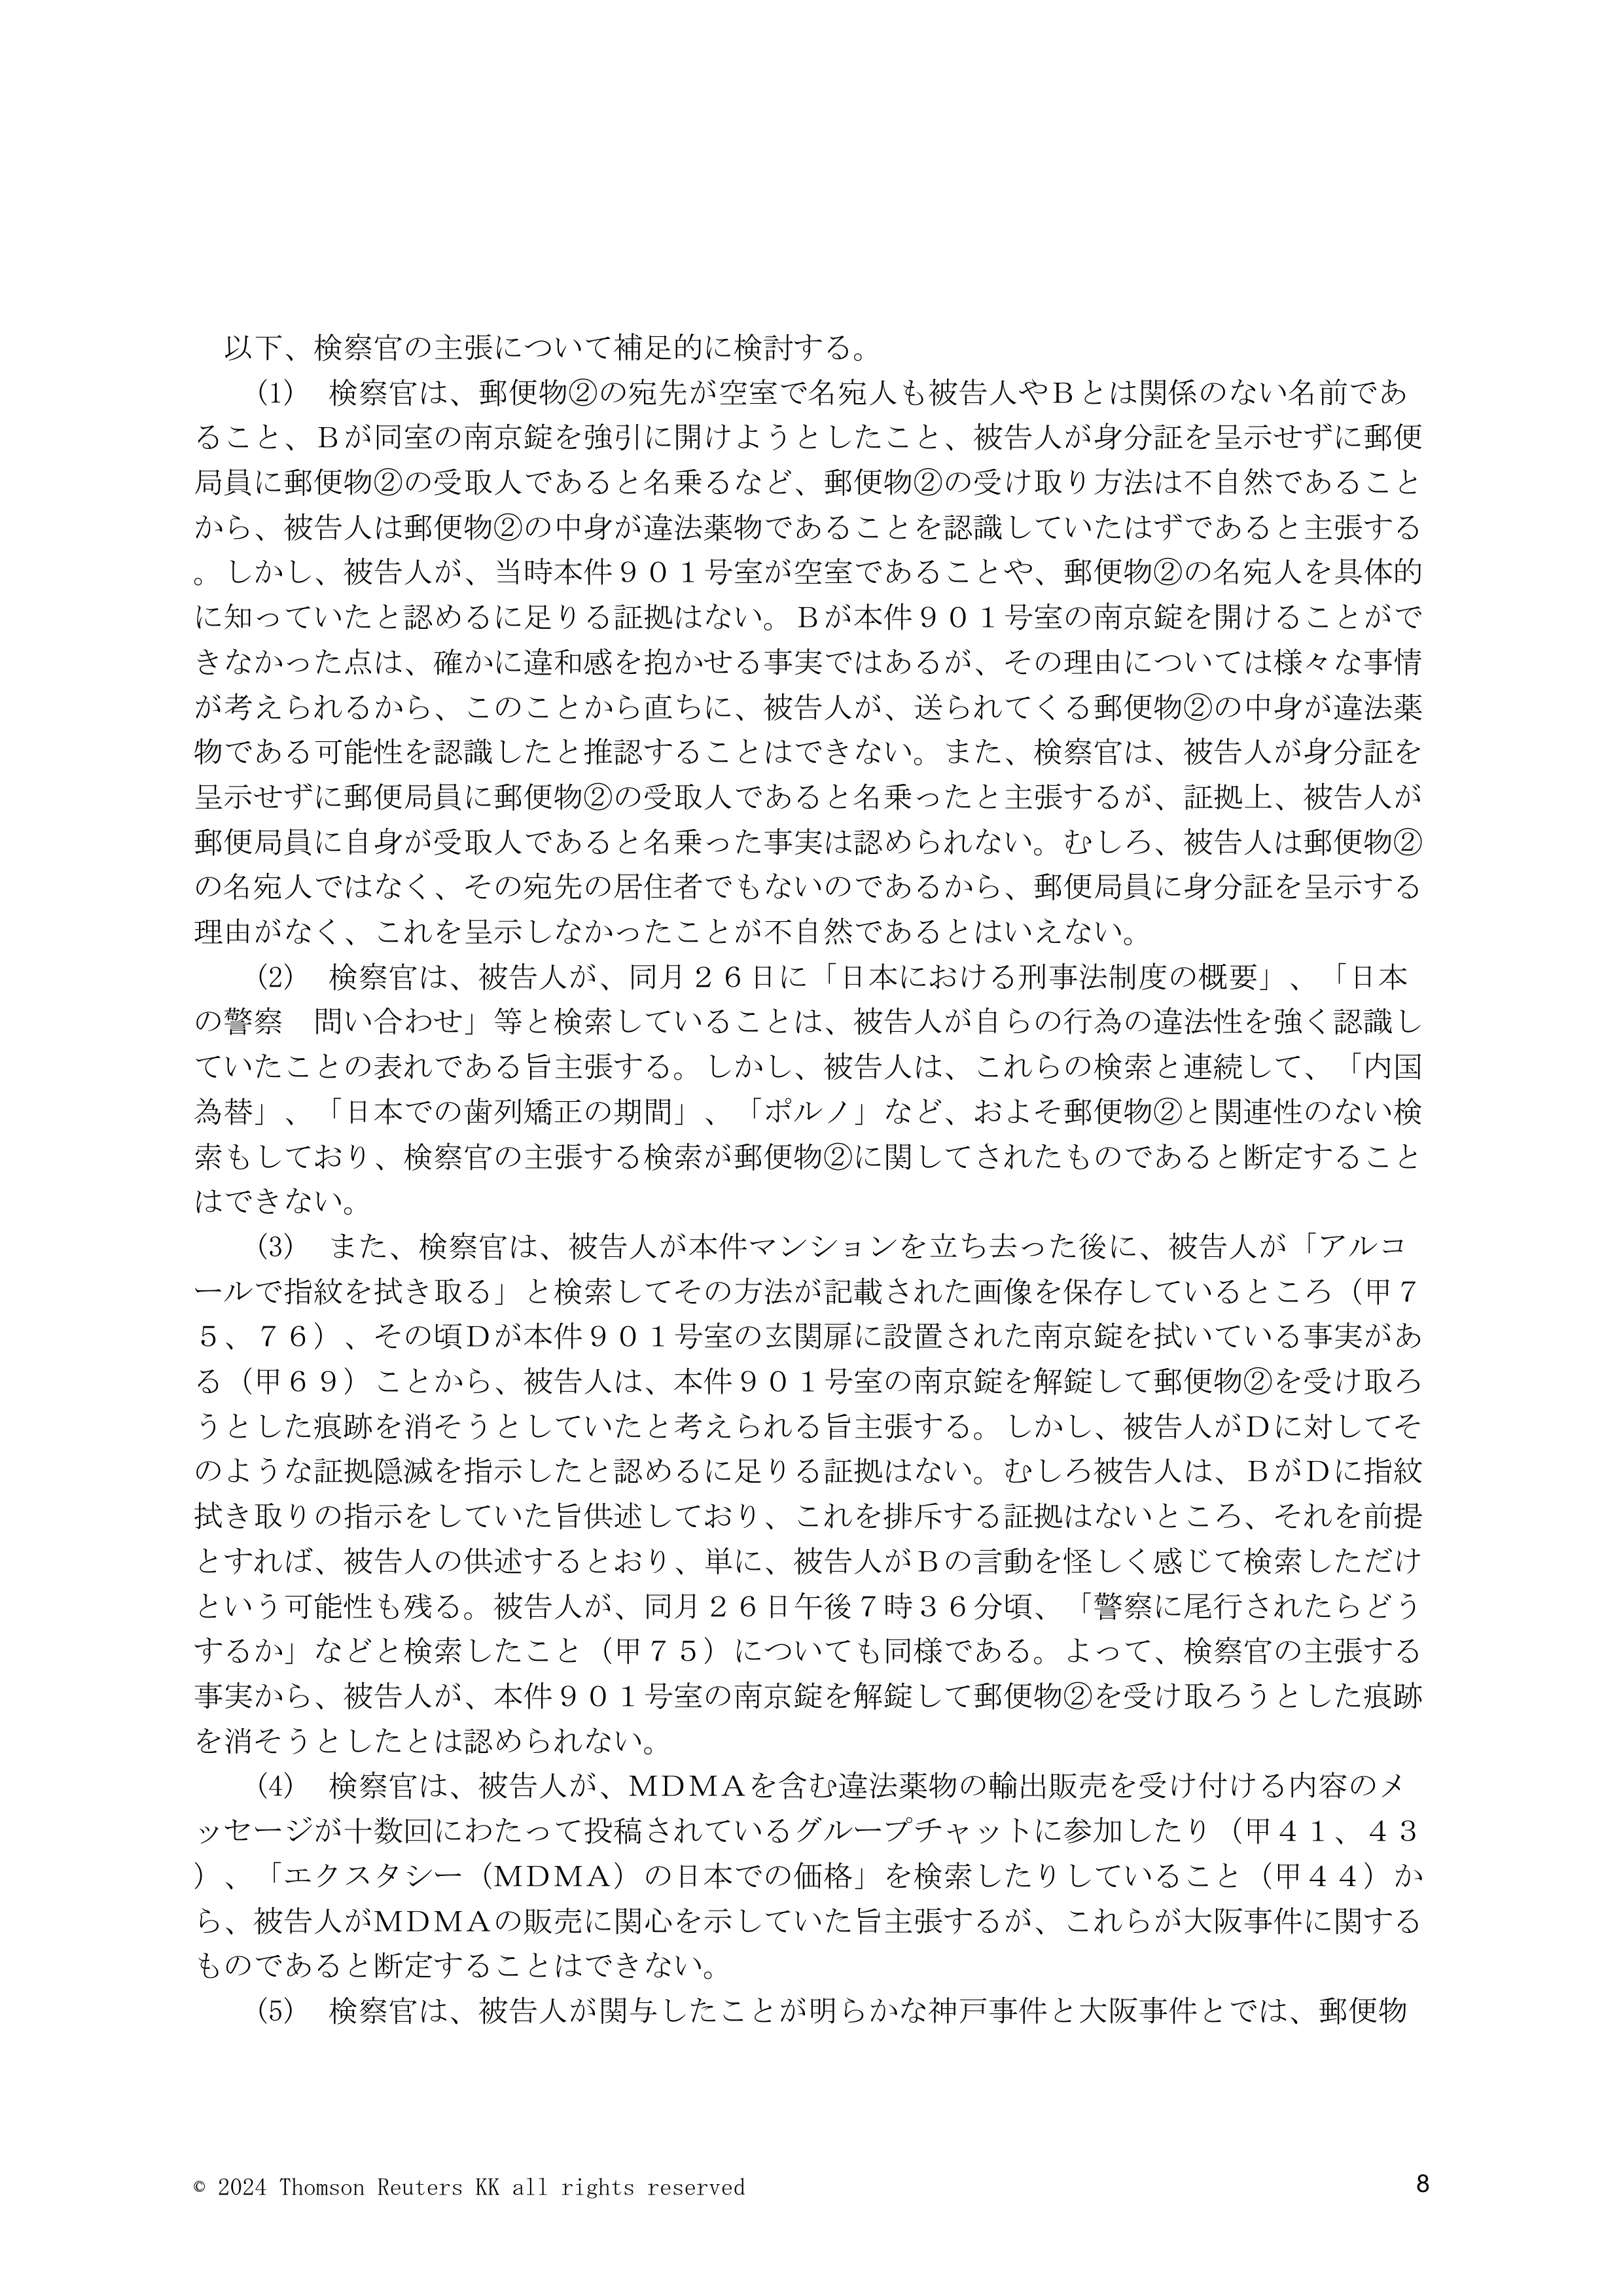 以下、検察官の主張について補足的に検討する。
(1)　検察官は、郵便物②の宛先が空室で名宛人も被告人やＢとは関係のない名前であ
ること、Ｂが同室の南京錠を強引に開けようとしたこと、被告人が身分証を呈示せずに郵便
局員に郵便物②の受取人であると名乗るなど、郵便物②の受け取り方法は不自然であること
から、被告人は郵便物②の中身が違法薬物であることを認識していたはずであると主張する
。しかし、被告人が、当時本件９０１号室が空室であることや、郵便物②の名宛人を具体的
に知っていたと認めるに足りる証拠はない。Ｂが本件９０１号室の南京錠を開けることがで
きなかった点は、確かに違和感を抱かせる事実ではあるが、その理由については様々な事情
が考えられるから、このことから直ちに、被告人が、送られてくる郵便物②の中身が違法薬
物である可能性を認識したと推認することはできない。また、検察官は、被告人が身分証を
呈示せずに郵便局員に郵便物②の受取人であると名乗ったと主張するが、証拠上、被告人が
郵便局員に自身が受取人であると名乗った事実は認められない。むしろ、被告人は郵便物②
の名宛人ではなく、その宛先の居住者でもないのであるから、郵便局員に身分証を呈示する
理由がなく、これを呈示しなかったことが不自然であるとはいえない。
(2)　検察官は、被告人が、同月２６日に「日本における刑事法制度の概要」、「日本
の警察　問い合わせ」等と検索していることは、被告人が自らの行為の違法性を強く認識し
ていたことの表れである旨主張する。しかし、被告人は、これらの検索と連続して、「内国
為替」、「日本での歯列矯正の期間」、「ポルノ」など、およそ郵便物②と関連性のない検
索もしており、検察官の主張する検索が郵便物②に関してされたものであると断定すること
はできない。
(3)　また、検察官は、被告人が本件マンションを立ち去った後に、被告人が「アルコ
ールで指紋を拭き取る」と検索してその方法が記載された画像を保存しているところ（甲７
５、７６）、その頃Ｄが本件９０１号室の玄関扉に設置された南京錠を拭いている事実があ
る（甲６９）ことから、被告人は、本件９０１号室の南京錠を解錠して郵便物②を受け取ろ
うとした痕跡を消そうとしていたと考えられる旨主張する。しかし、被告人がＤに対してそ
のような証拠隠滅を指示したと認めるに足りる証拠はない。むしろ被告人は、ＢがＤに指紋
拭き取りの指示をしていた旨供述しており、これを排斥する証拠はないところ、それを前提
とすれば、被告人の供述するとおり、単に、被告人がＢの言動を怪しく感じて検索しただけ
という可能性も残る。被告人が、同月２６日午後７時３６分頃、「警察に尾行されたらどう
するか」などと検索したこと（甲７５）についても同様である。よって、検察官の主張する
事実から、被告人が、本件９０１号室の南京錠を解錠して郵便物②を受け取ろうとした痕跡
を消そうとしたとは認められない。
(4)　検察官は、被告人が、ＭＤＭＡを含む違法薬物の輸出販売を受け付ける内容のメ
ッセージが十数回にわたって投稿されているグループチャットに参加したり（甲４１、４３
）、「エクスタシー（ＭＤＭＡ）の日本での価格」を検索したりしていること（甲４４）か
ら、被告人がＭＤＭＡの販売に関心を示していた旨主張するが、これらが大阪事件に関する
ものであると断定することはできない。
(5)　検察官は、被告人が関与したことが明らかな神戸事件と大阪事件とでは、郵便物
© 2024 Thomson Reuters KK all rights reserved
8